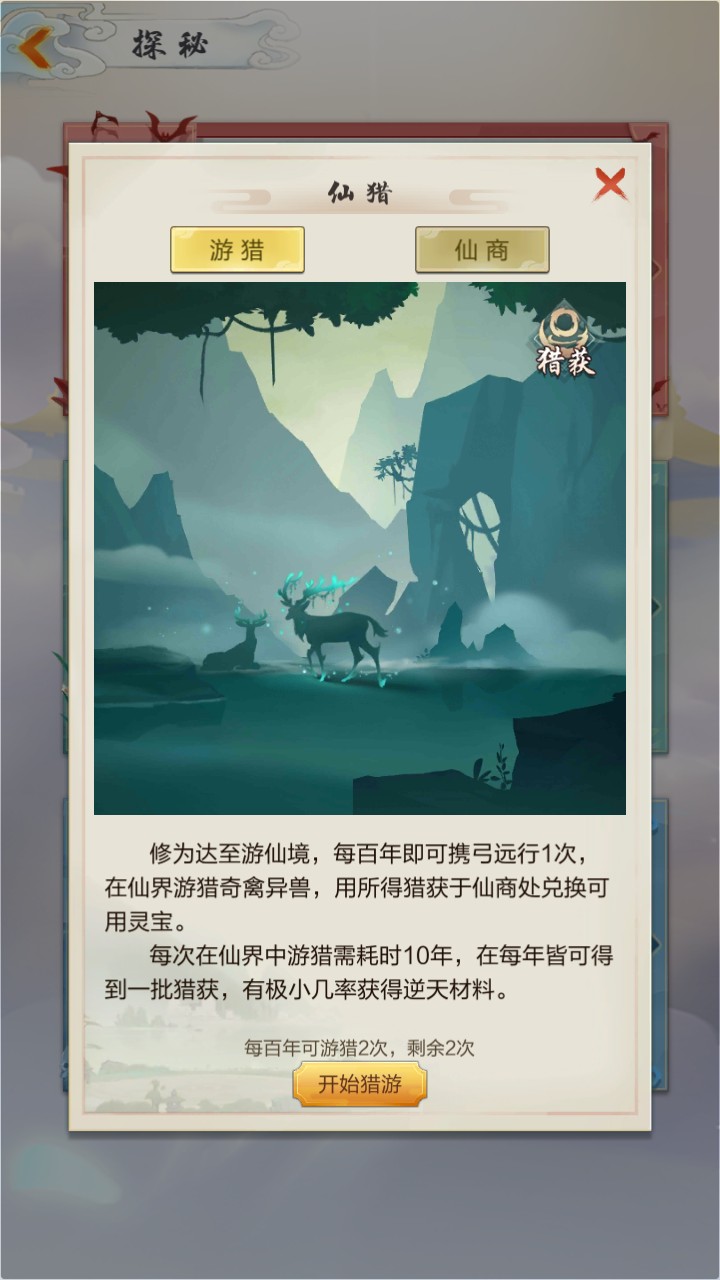 探秘
仙猎
游猎
仙商
猎获
修为达至游仙境，每百年即可携弓远行1次，
在仙界游猎奇禽异兽，用所得猎获于仙商处兑换可
用灵宝。
每次在仙界中游猎需耗时10年，在每年皆可得
到一批猎获，有极小几率获得逆天材料。
每百年可游猎2次，剩余2次
开始猎游